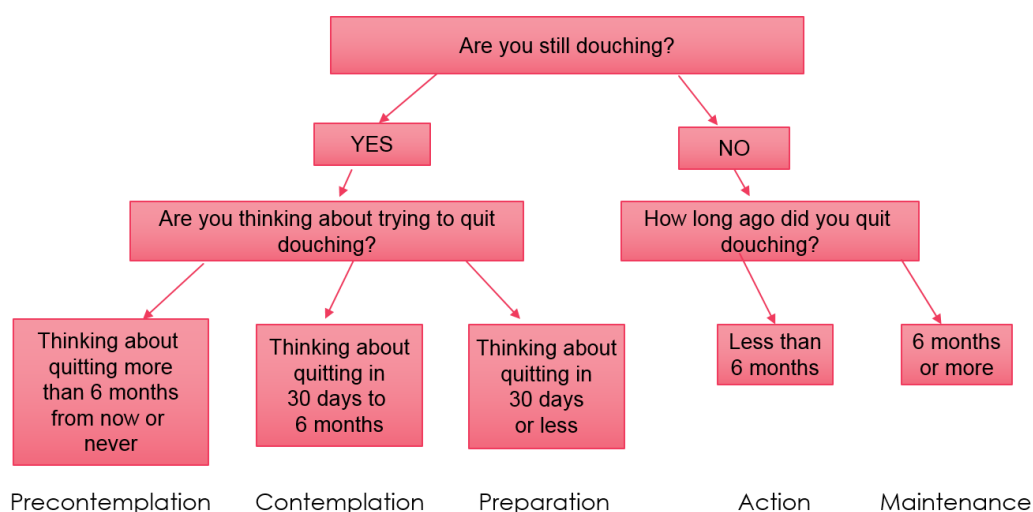 Are you still douching?
YES
NO
Are you thinking about trying to quit
douching?
How long ago did you quit
douching?
Thinking about
quitting more
than 6 months
from now or
never
Thinking about
quitting in
30 days to
6 months
Thinking about
quitting in
30 days
or less
Less than
6 months
6 months
or more
Precontemplation
Contemplation
Preparation
Action
Maintenance